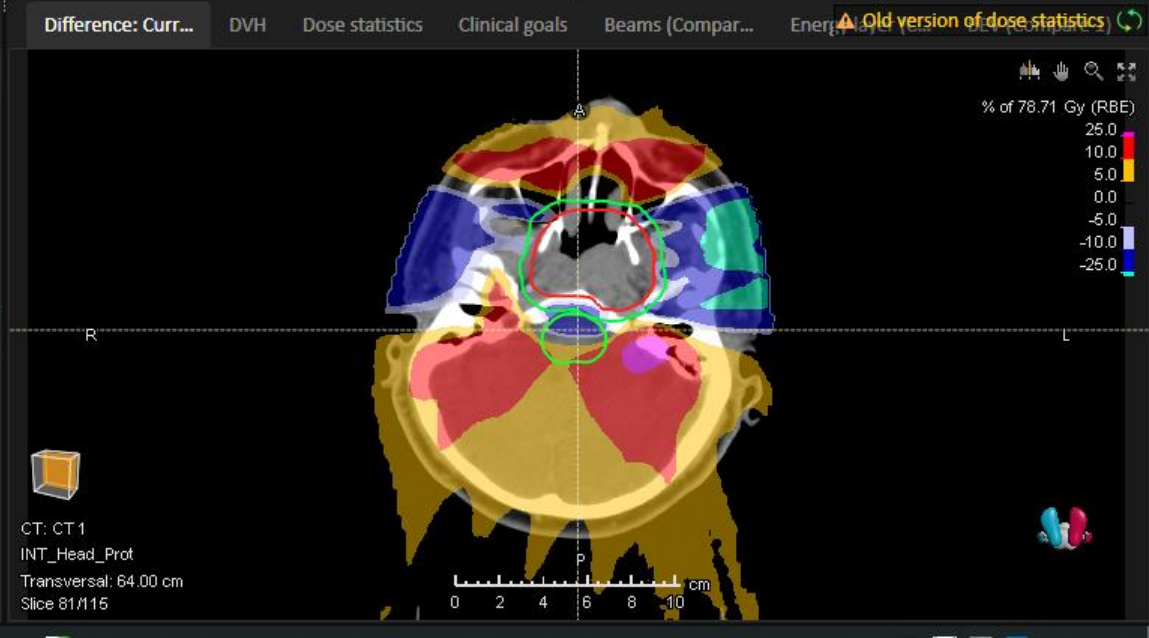 Difference: Curr... DVH Dose statistics Clinical goals Beams (Compar... Old version of dose statistics
% of 78.71 Gy (RBE)
25.0
10.0
5.0
0.0
-5.0
-10.0
-25.0
A
R L
CT: CT 1
INT_Head_Prot
Transversal: 64.00 cm
Slice 81/115
P
cm
0 2 4 6 8 10